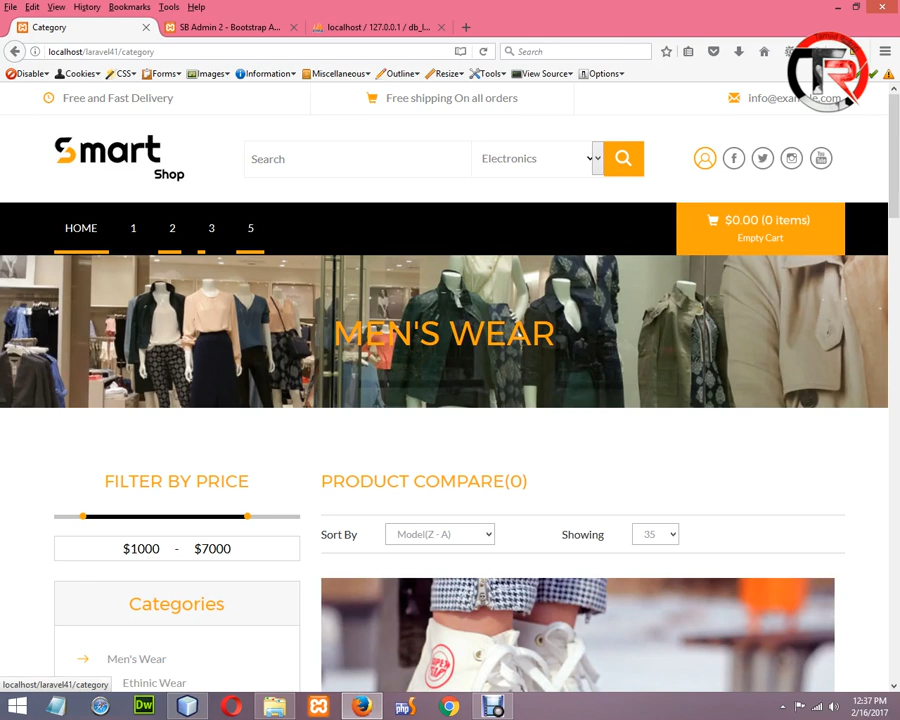 File Edit View History Bookmarks Tools Help
Category
SB Admin 2 - Bootstrap A...
localhost / 127.0.0.1 / db_l...
localhost/laravel41/category
Search
Disable Cookies CSS Forms Images Information Miscellaneous Outline Resize Tools View Source Options
TR
Free and Fast Delivery
Free shipping On all orders
Smart
Shop
Search
Electronics
HOME 1 2 3 5
$0.00 (0 items)
Empty Cart
MEN'S WEAR
FILTER BY PRICE
PRODUCT COMPARE(0)
Sort By Model(Z - A) Showing 35
$1000 - $7000
Categories
Men's Wear
Ethinic Wear
localhost/laravel41/category
Dw
php
12:37 PM
2/16/2017